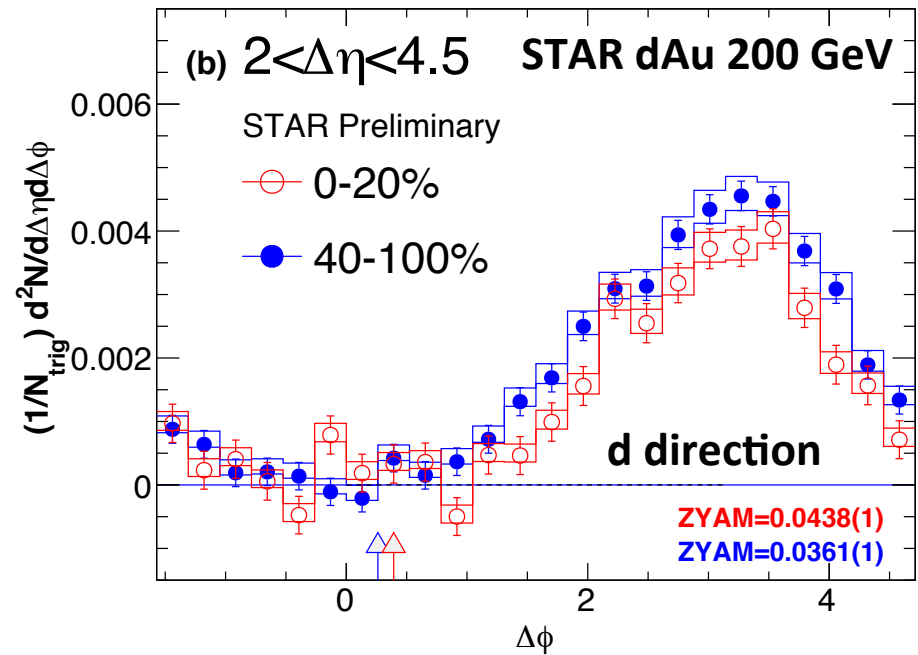 (b) 2<Δη<4.5 STAR dAu 200 GeV
STAR Preliminary
0-20%
40-100%
d direction
ZYAM=0.0438(1)
ZYAM=0.0361(1)
(1/N_trig) d^2N/dΔηdΔϕ
0.006
0.004
0.002
0
0 2 4
Δϕ